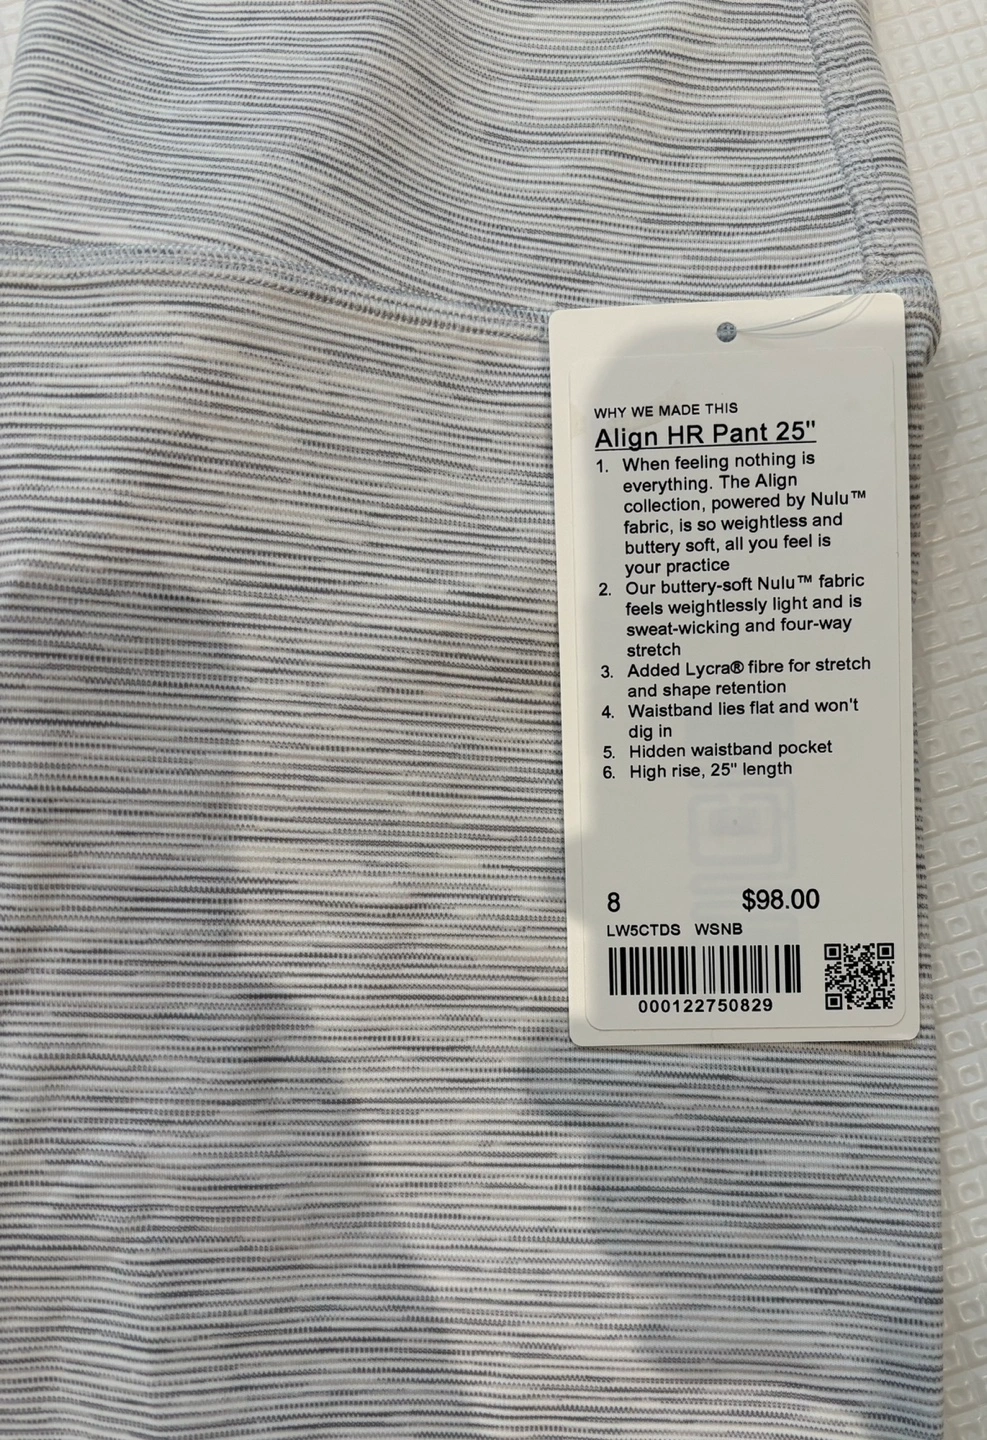 WHY WE MADE THIS
Align HR Pant 25"
1. When feeling nothing is
everything. The Align
collection, powered by Nulu™
fabric, is so weightless and
buttery soft, all you feel is
your practice
2. Our buttery-soft Nulu™ fabric
feels weightlessly light and is
sweat-wicking and four-way
stretch
3. Added Lycra® fibre for stretch
and shape retention
4. Waistband lies flat and won't
dig in
5. Hidden waistband pocket
6. High rise, 25" length
8 $98.00
LW5CTDS WSNB
000122750829